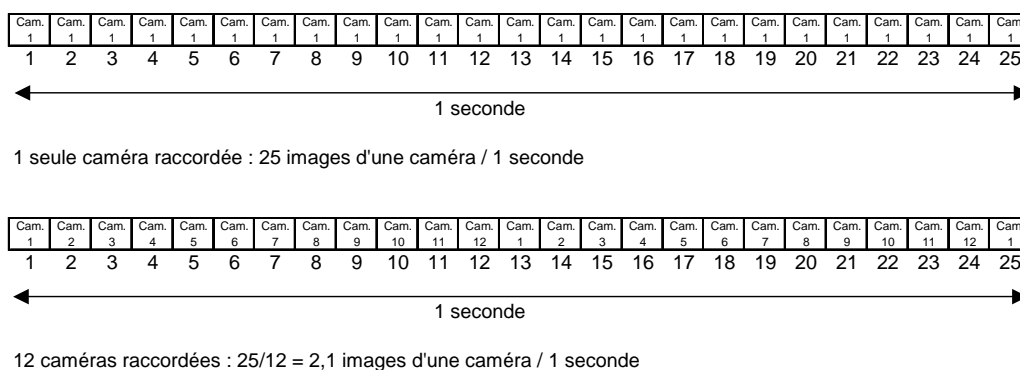 Cam. Cam. Cam. Cam. Cam. Cam. Cam. Cam. Cam. Cam. Cam. Cam. Cam. Cam. Cam. Cam. Cam. Cam. Cam. Cam. Cam. Cam. Cam. Cam. Cam
1 1 1 1 1 1 1 1 1 1 1 1 1 1 1 1 1 1 1 1 1 1 1 1 1
1 2 3 4 5 6 7 8 9 10 11 12 13 14 15 16 17 18 19 20 21 22 23 24 25
1 seconde
1 seule caméra raccordée : 25 images d'une caméra / 1 seconde
Cam. Cam. Cam. Cam. Cam. Cam. Cam. Cam. Cam. Cam. Cam. Cam. Cam. Cam. Cam. Cam. Cam. Cam. Cam. Cam. Cam. Cam. Cam. Cam. Cam
1 2 3 4 5 6 7 8 9 10 11 12 1 2 3 4 5 6 7 8 9 10 11 12 1
1 2 3 4 5 6 7 8 9 10 11 12 13 14 15 16 17 18 19 20 21 22 23 24 25
1 seconde
12 caméras raccordées : 25/12 = 2,1 images d'une caméra / 1 seconde